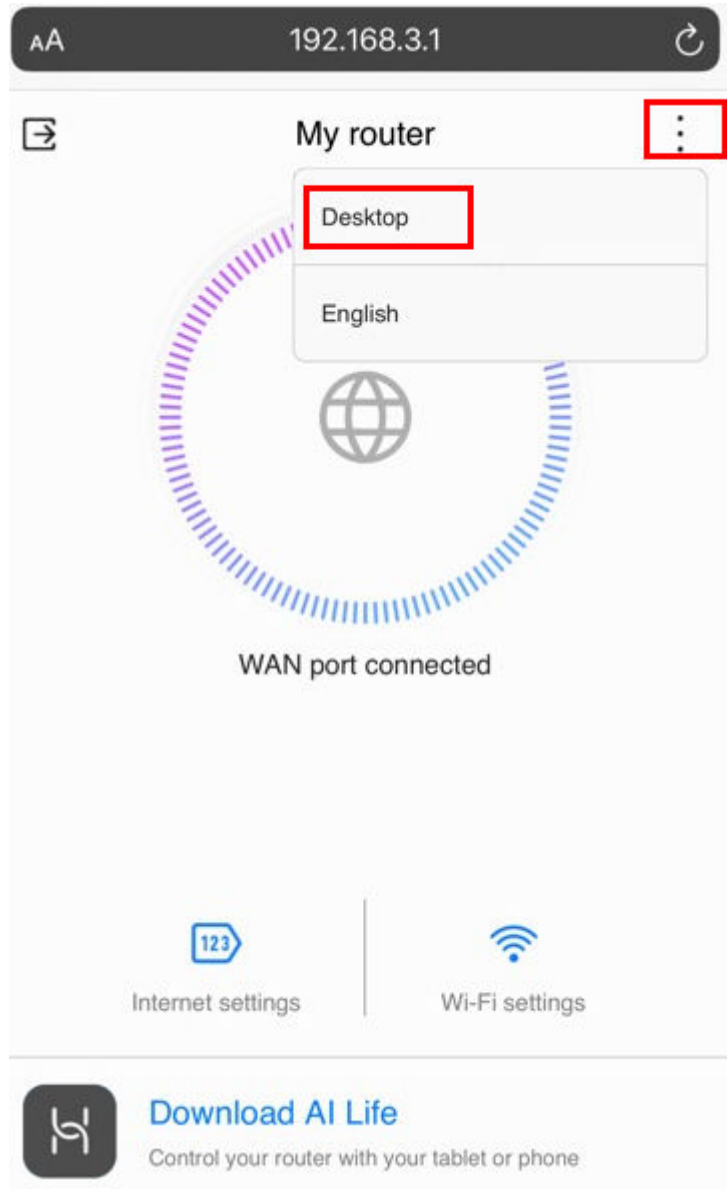 AA
192.168.3.1
My router
Desktop
English
WAN port connected
123
Internet settings
Wi-Fi settings
Download AI Life
Control your router with your tablet or phone